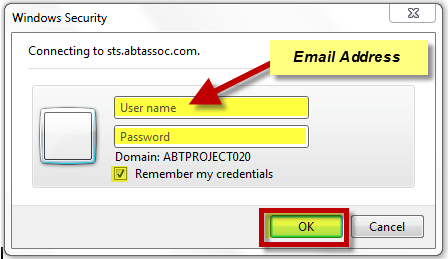 Windows Security
Connecting to sts.abtassoc.com.
Email Address
User name
Password
Domain: ABTPROJECT020
Remember my credentials
OK
Cancel